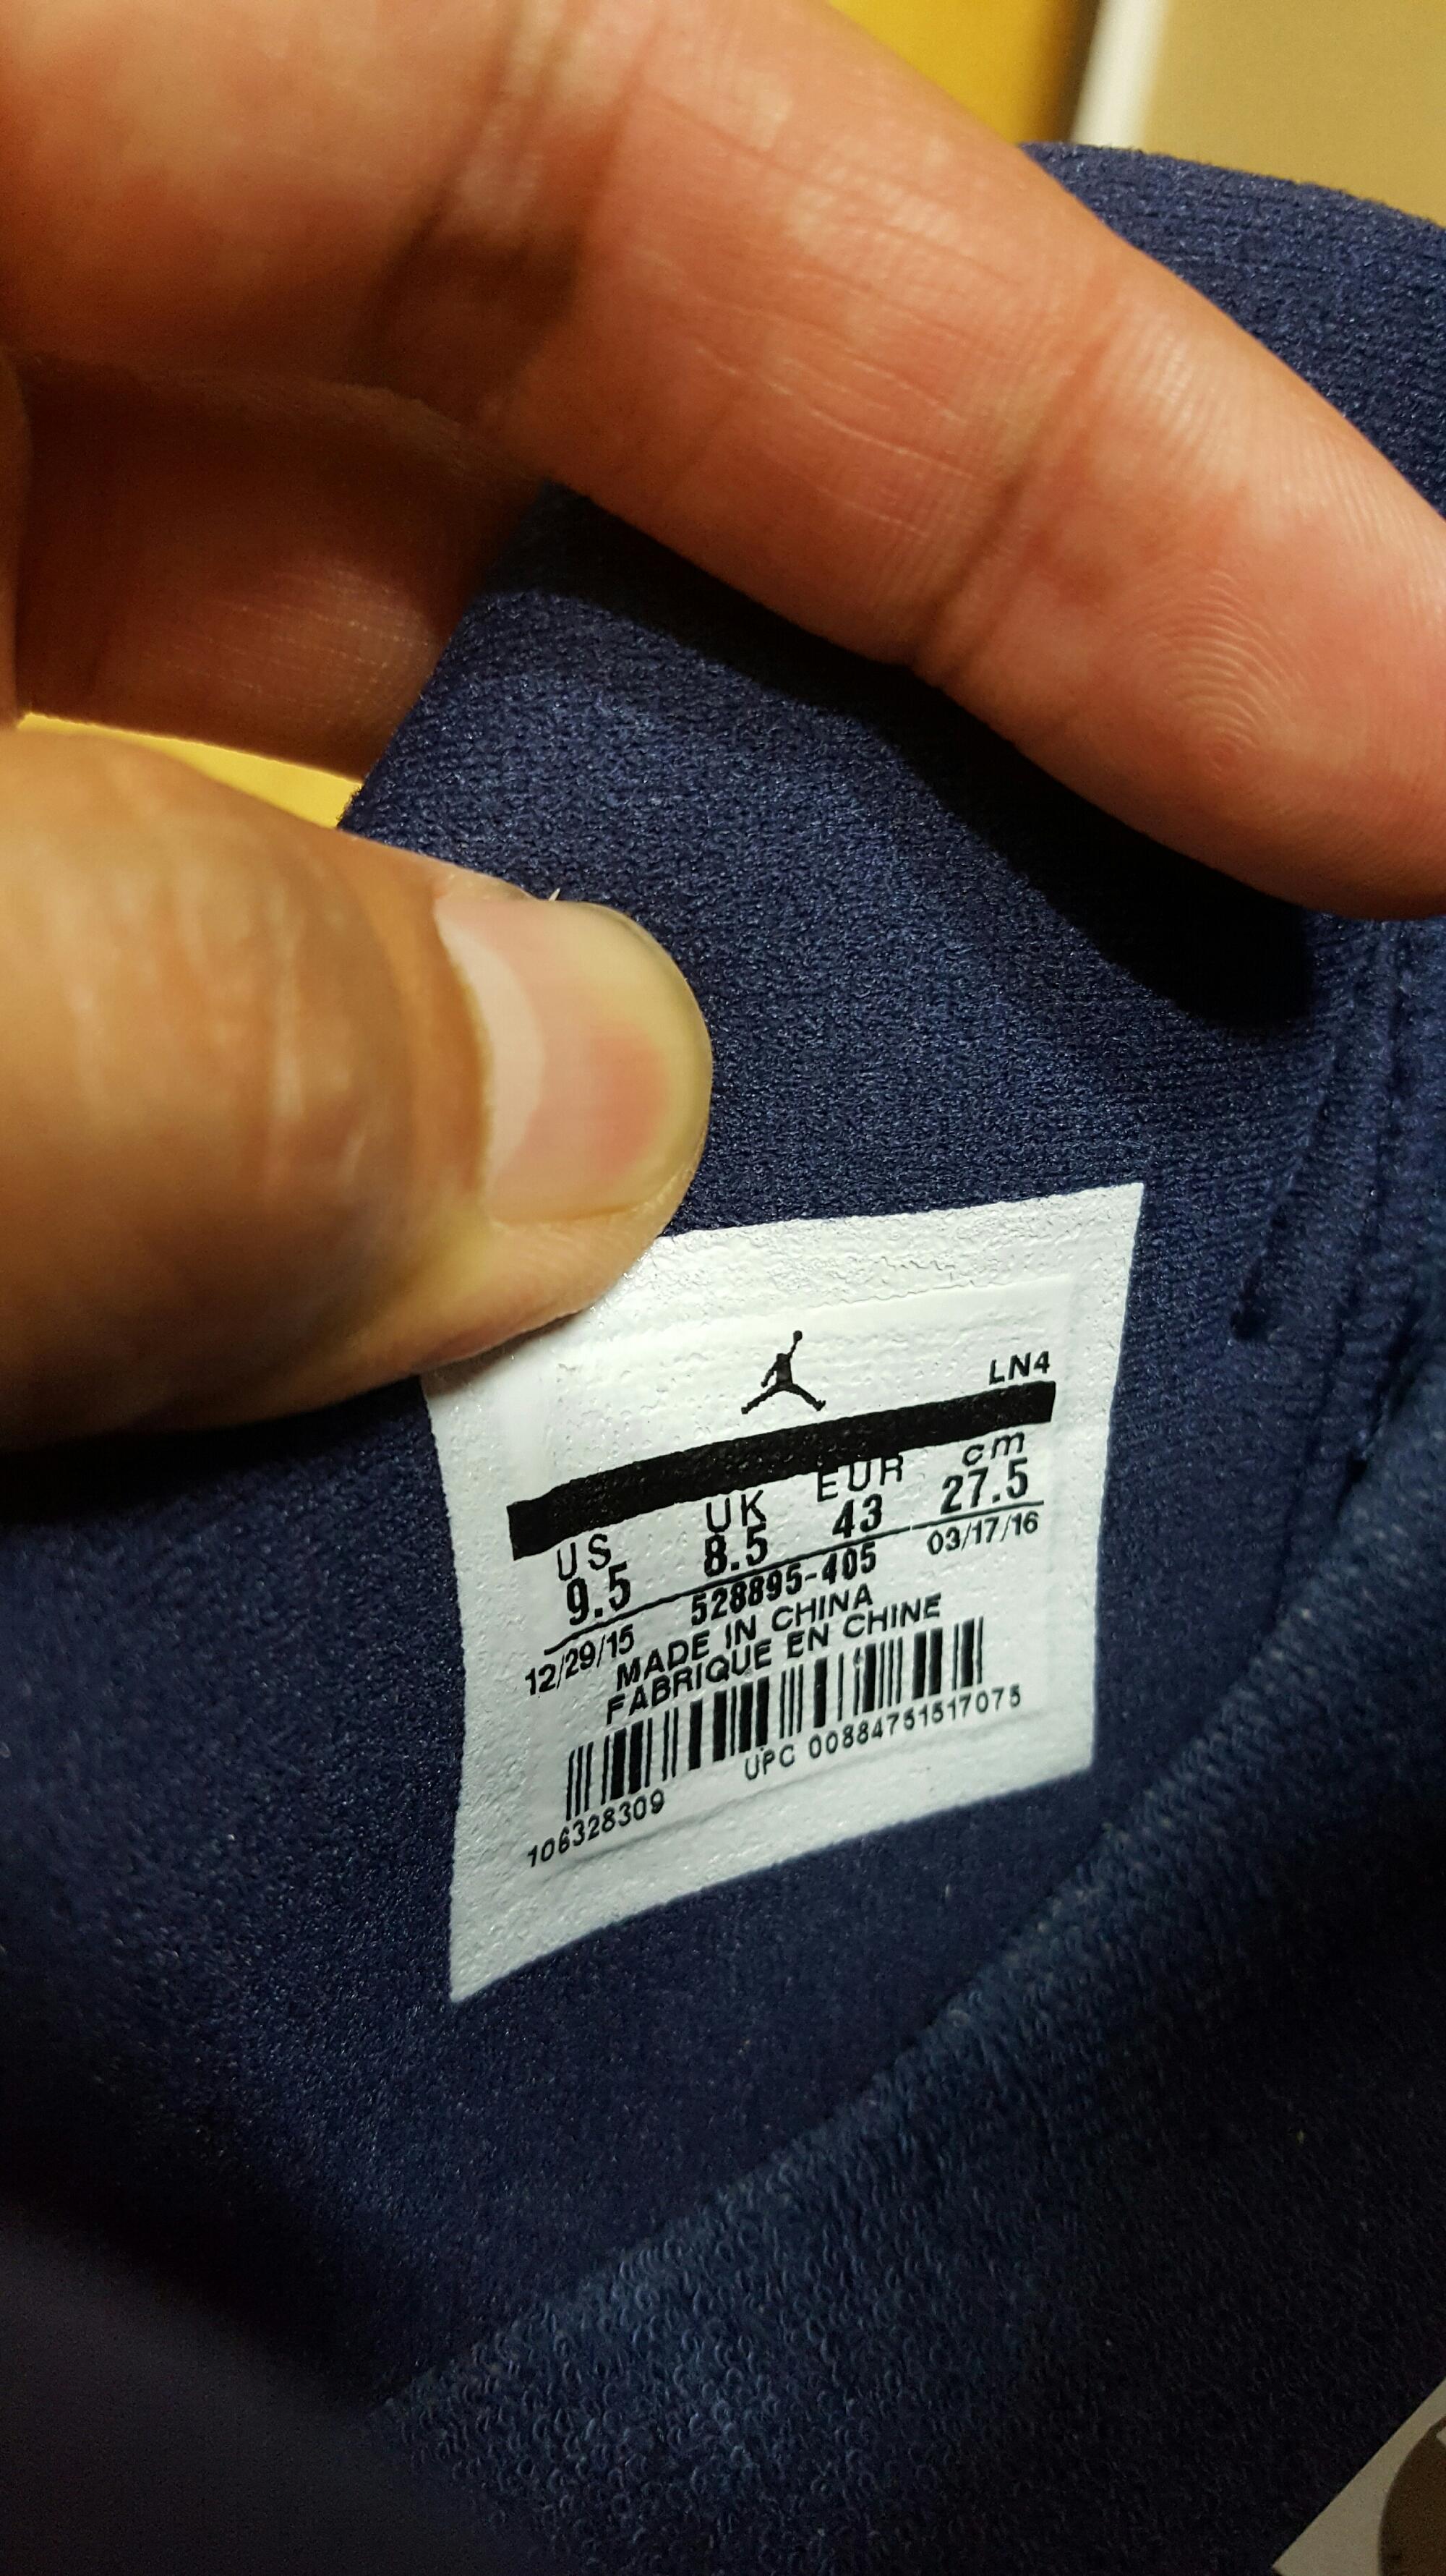 LN4
US UK EUR cm
9.5 8.5 43 27.5
12/29/15 528895-405 03/17/16
MADE IN CHINA
FABRIQUE EN CHINE
106328309 UPC 00884751517075